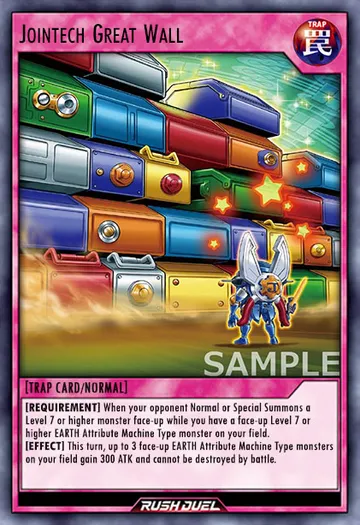 Jointech Great Wall
TRAP
罠
SAMPLE
[TRAP CARD/NORMAL]
[REQUIREMENT] When your opponent Normal or Special Summons a
Level 7 or higher monster face-up while you have a face-up Level 7 or
higher EARTH Attribute Machine Type monster on your field.
[EFFECT] This turn, up to 3 face-up EARTH Attribute Machine Type monsters
on your field gain 300 ATK and cannot be destroyed by battle.
RUSH DUEL